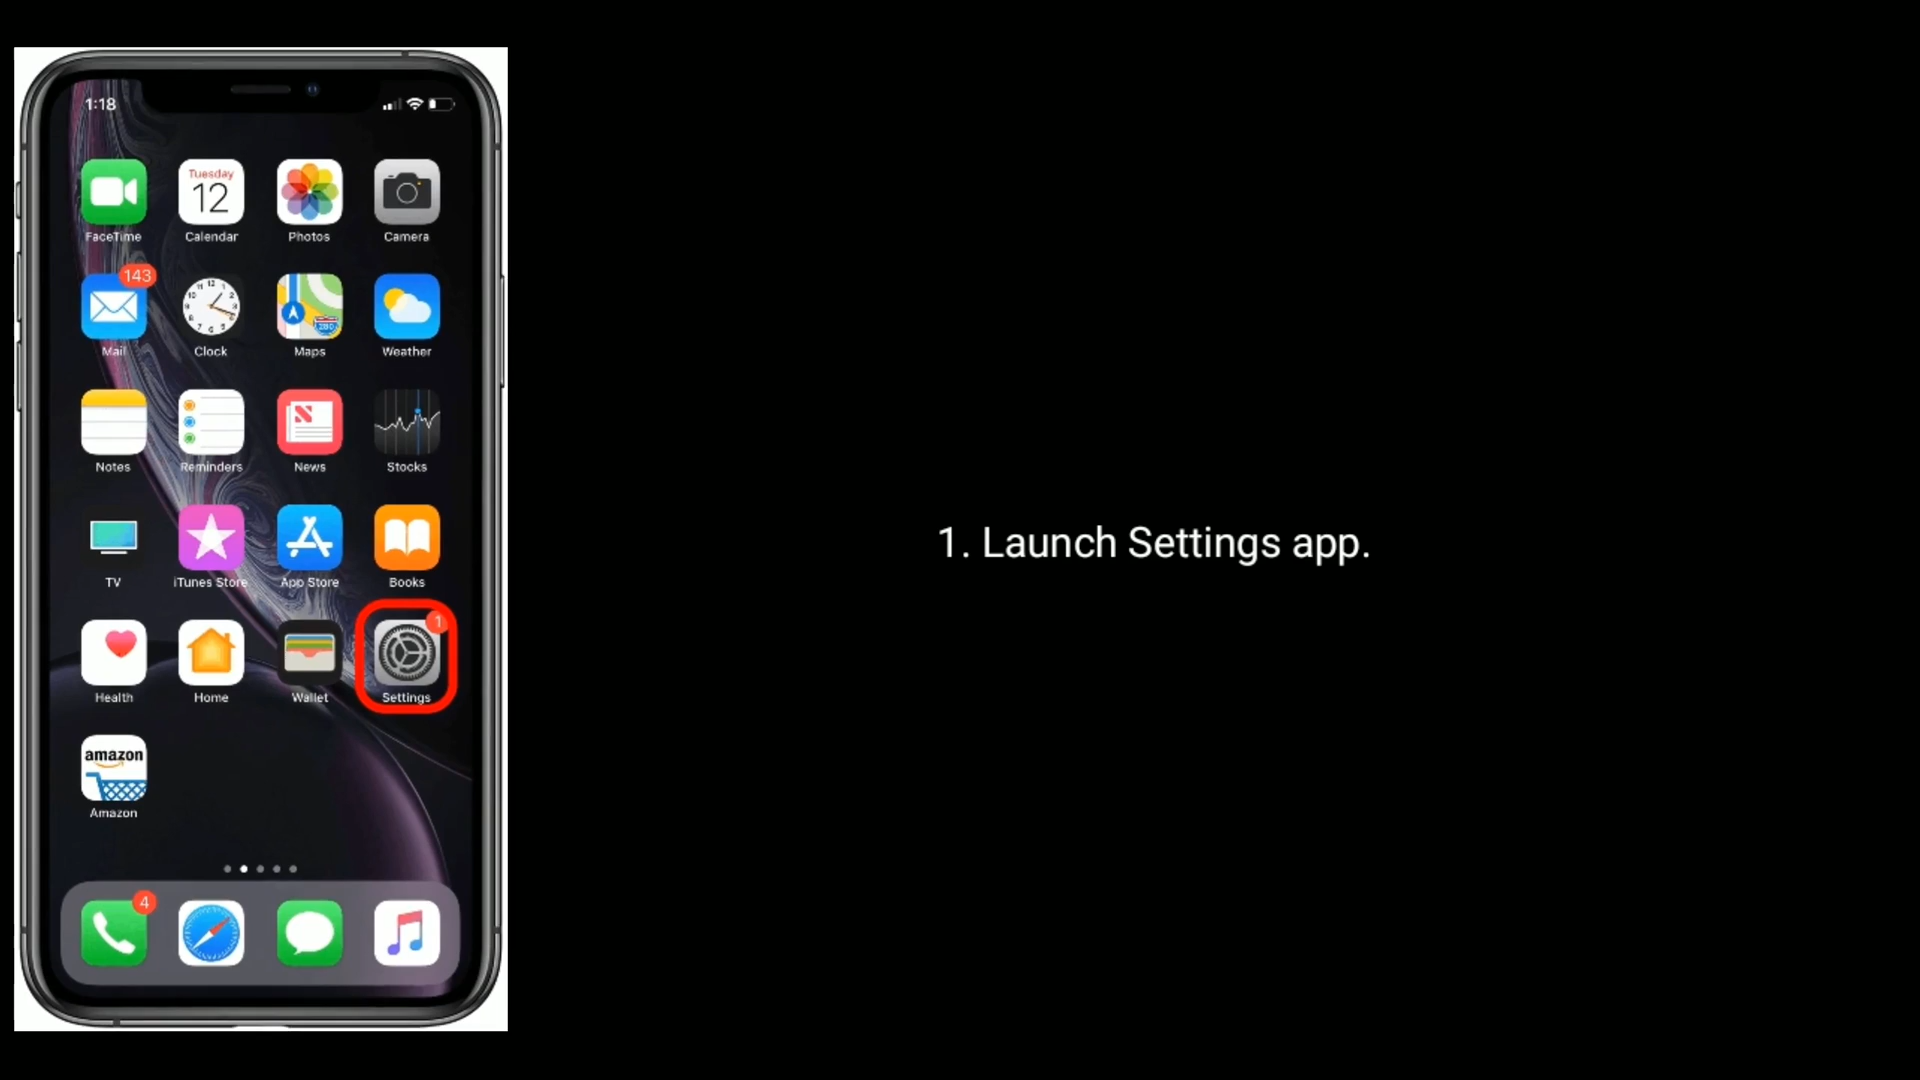 1:18
Tuesday
12
FaceTime
Calendar
Photos
Camera
143
Mail
Clock
Maps
Weather
280
Notes
Reminders
News
Stocks
TV
iTunes Store
App Store
Books
1
Health
Home
Wallet
Settings
amazon
Amazon
4
1. Launch Settings app.